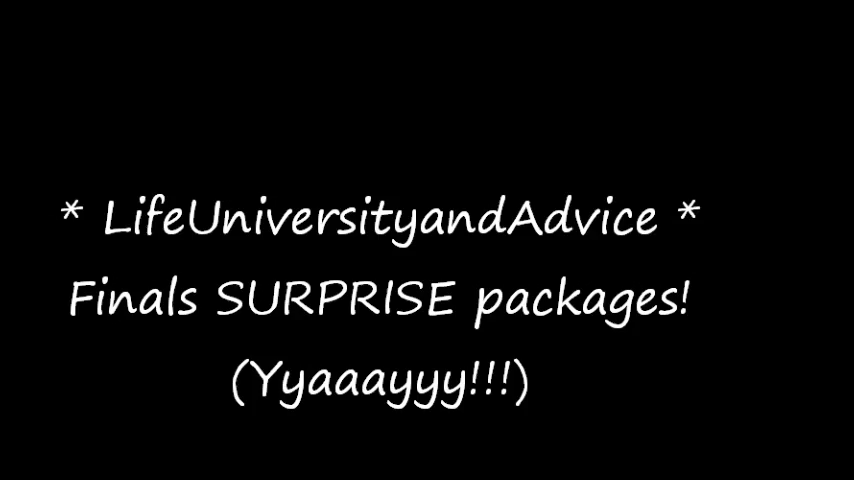 * LifeUniversityandAdvice *
Finals SURPRISE packages!
(Yyaaayyy!!!)